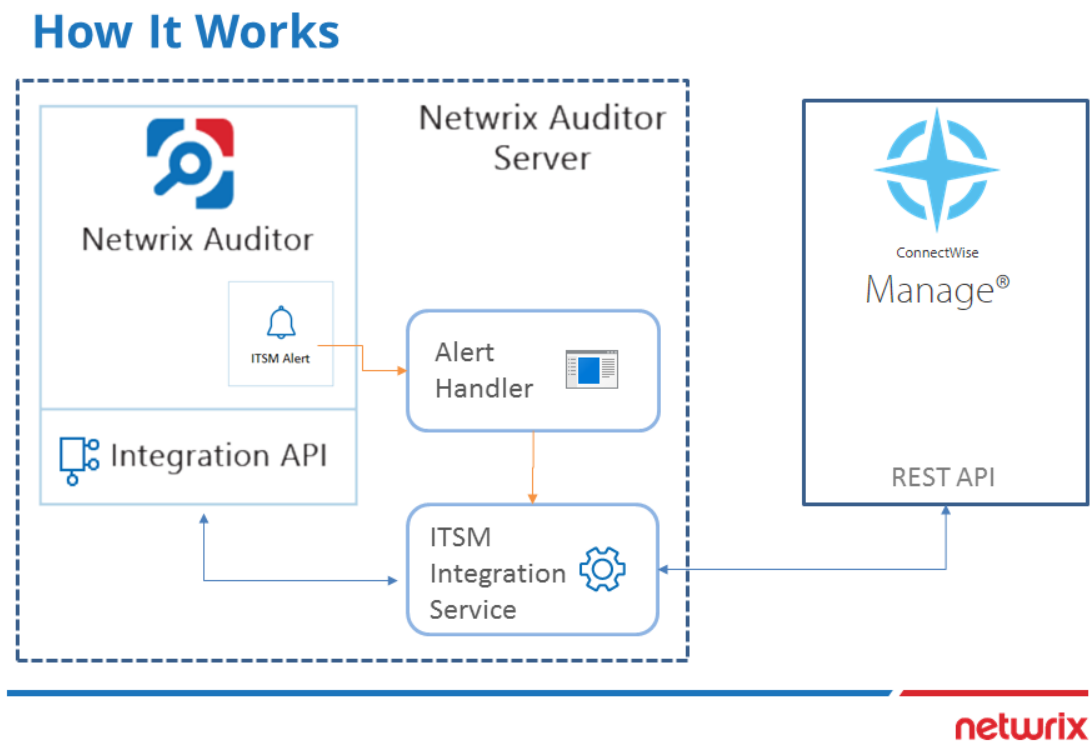 How It Works
Netwrix Auditor
Server
Netwrix Auditor
ITSM Alert
Integration API
Alert
Handler
ITSM
Integration
Service
ConnectWise
Manage®
REST API
netwrix